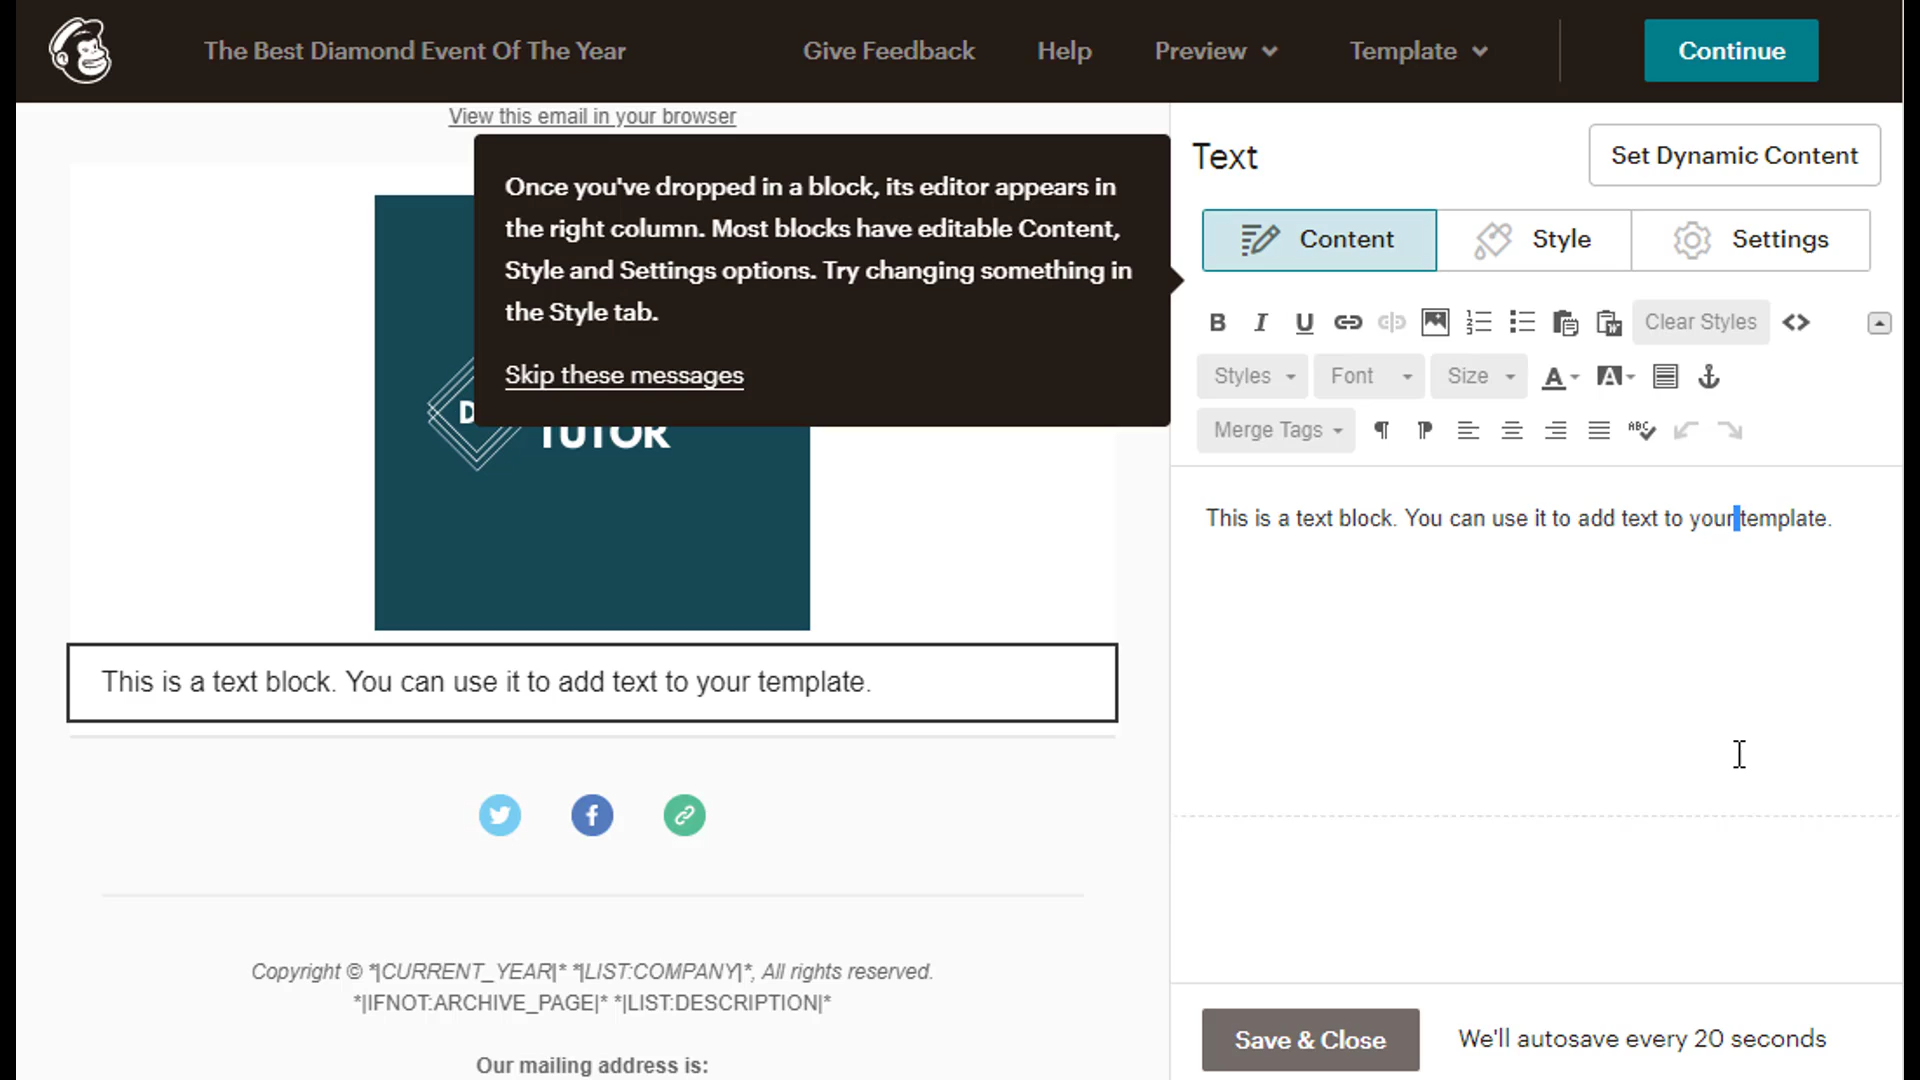 The Best Diamond Event Of The Year
Give Feedback
Help
Preview
Template
Continue
View this email in your browser
Once you've dropped in a block, its editor appears in
the right column. Most blocks have editable Content,
Style and Settings options. Try changing something in
the Style tab.
Skip these messages
D
TUTOR
This is a text block. You can use it to add text to your template.
Copyright © *|CURRENT_YEAR|* *|LIST:COMPANY|*, All rights reserved.
*|IFNOT:ARCHIVE_PAGE|* *|LIST:DESCRIPTION|*
Our mailing address is:
Text
Set Dynamic Content
Content
Style
Settings
B I U
Clear Styles
Styles
Font
Size
A
A
Merge Tags
ABC
This is a text block. You can use it to add text to your template.
Save & Close
We'll autosave every 20 seconds